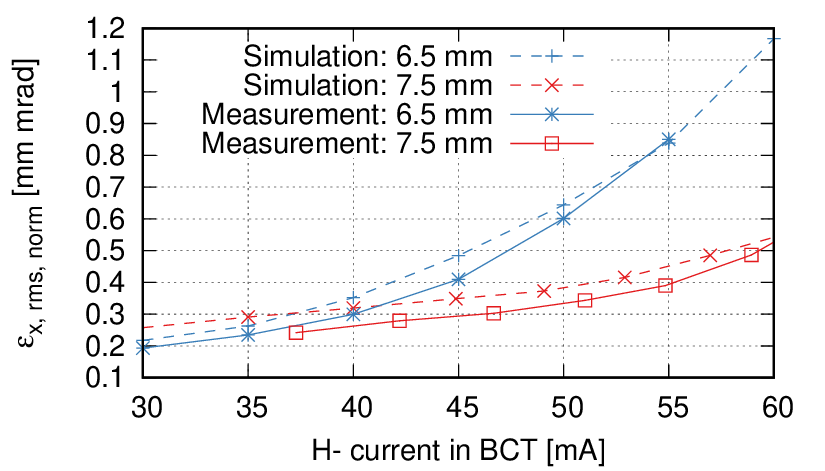 1.2
1.1
1
0.9
0.8
0.7
0.6
0.5
0.4
0.3
0.2
0.1
εx, rms, norm [mm mrad]
Simulation: 6.5 mm
Simulation: 7.5 mm
Measurement: 6.5 mm
Measurement: 7.5 mm
30 35 40 45 50 55 60
H- current in BCT [mA]